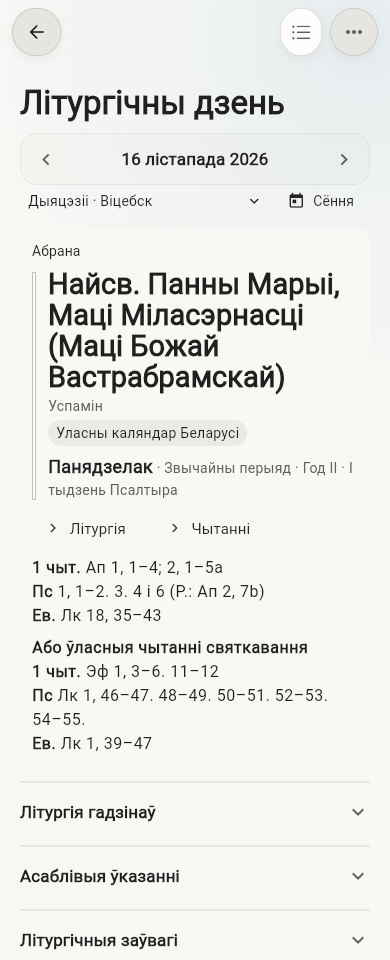 Літургічны дзень
16 лістапада 2026
Дыяцэзіі · Віцебск
Сёння
Абрана
Найсв. Панны Марыі,
Маці Міласэрнасці
(Маці Божай
Вастрабрамскай)
Успамін
Уласны каляндар Беларусі
Панядзелак · Звычайны перыяд · Год II · I
тыдзень Псалтыра
Літургія
Чытанні
1 чыт. Ап 1, 1–4; 2, 1–5а
Пс 1, 1–2. 3. 4 і 6 (Р.: Ап 2, 7b)
Ев. Лк 18, 35–43
Або ўласныя чытанні святкавання
1 чыт. Эф 1, 3–6. 11–12
Пс Лк 1, 46–47. 48–49. 50–51. 52–53.
54–55.
Ев. Лк 1, 39–47
Літургія гадзінаў
Асаблівыя ўказанні
Літургічныя заўвагі